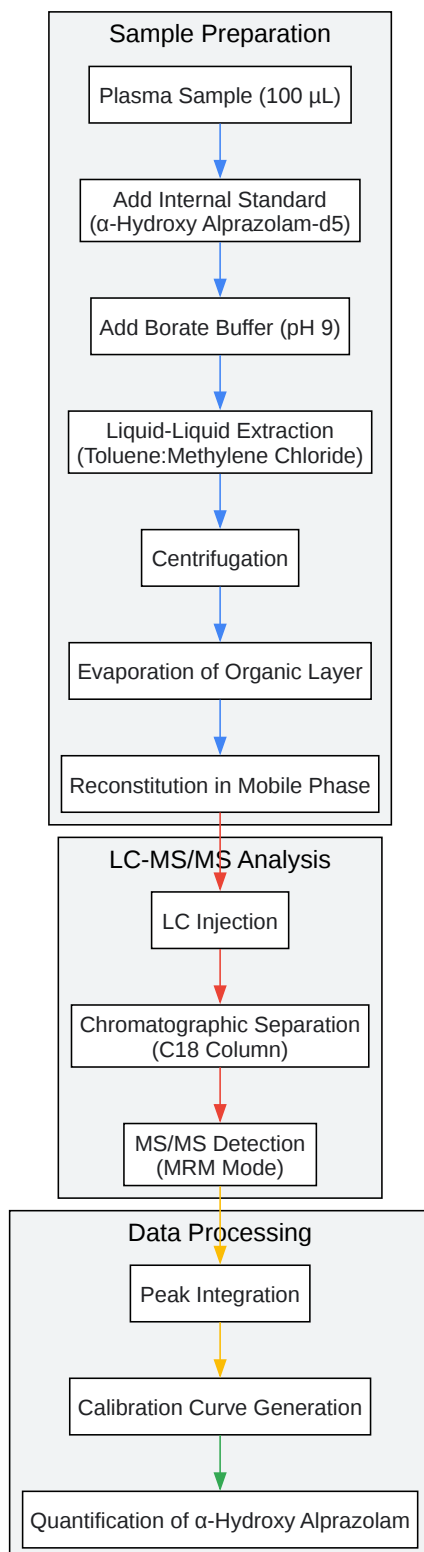 Sample Preparation
Plasma Sample (100 µL)
Add Internal Standard
(α-Hydroxy Alprazolam-d5)
Add Borate Buffer (pH 9)
Liquid-Liquid Extraction
(Toluene:Methylene Chloride)
Centrifugation
Evaporation of Organic Layer
Reconstitution in Mobile Phase
LC-MS/MS Analysis
LC Injection
Chromatographic Separation
(C18 Column)
MS/MS Detection
(MRM Mode)
Data Processing
Peak Integration
Calibration Curve Generation
Quantification of α-Hydroxy Alprazolam